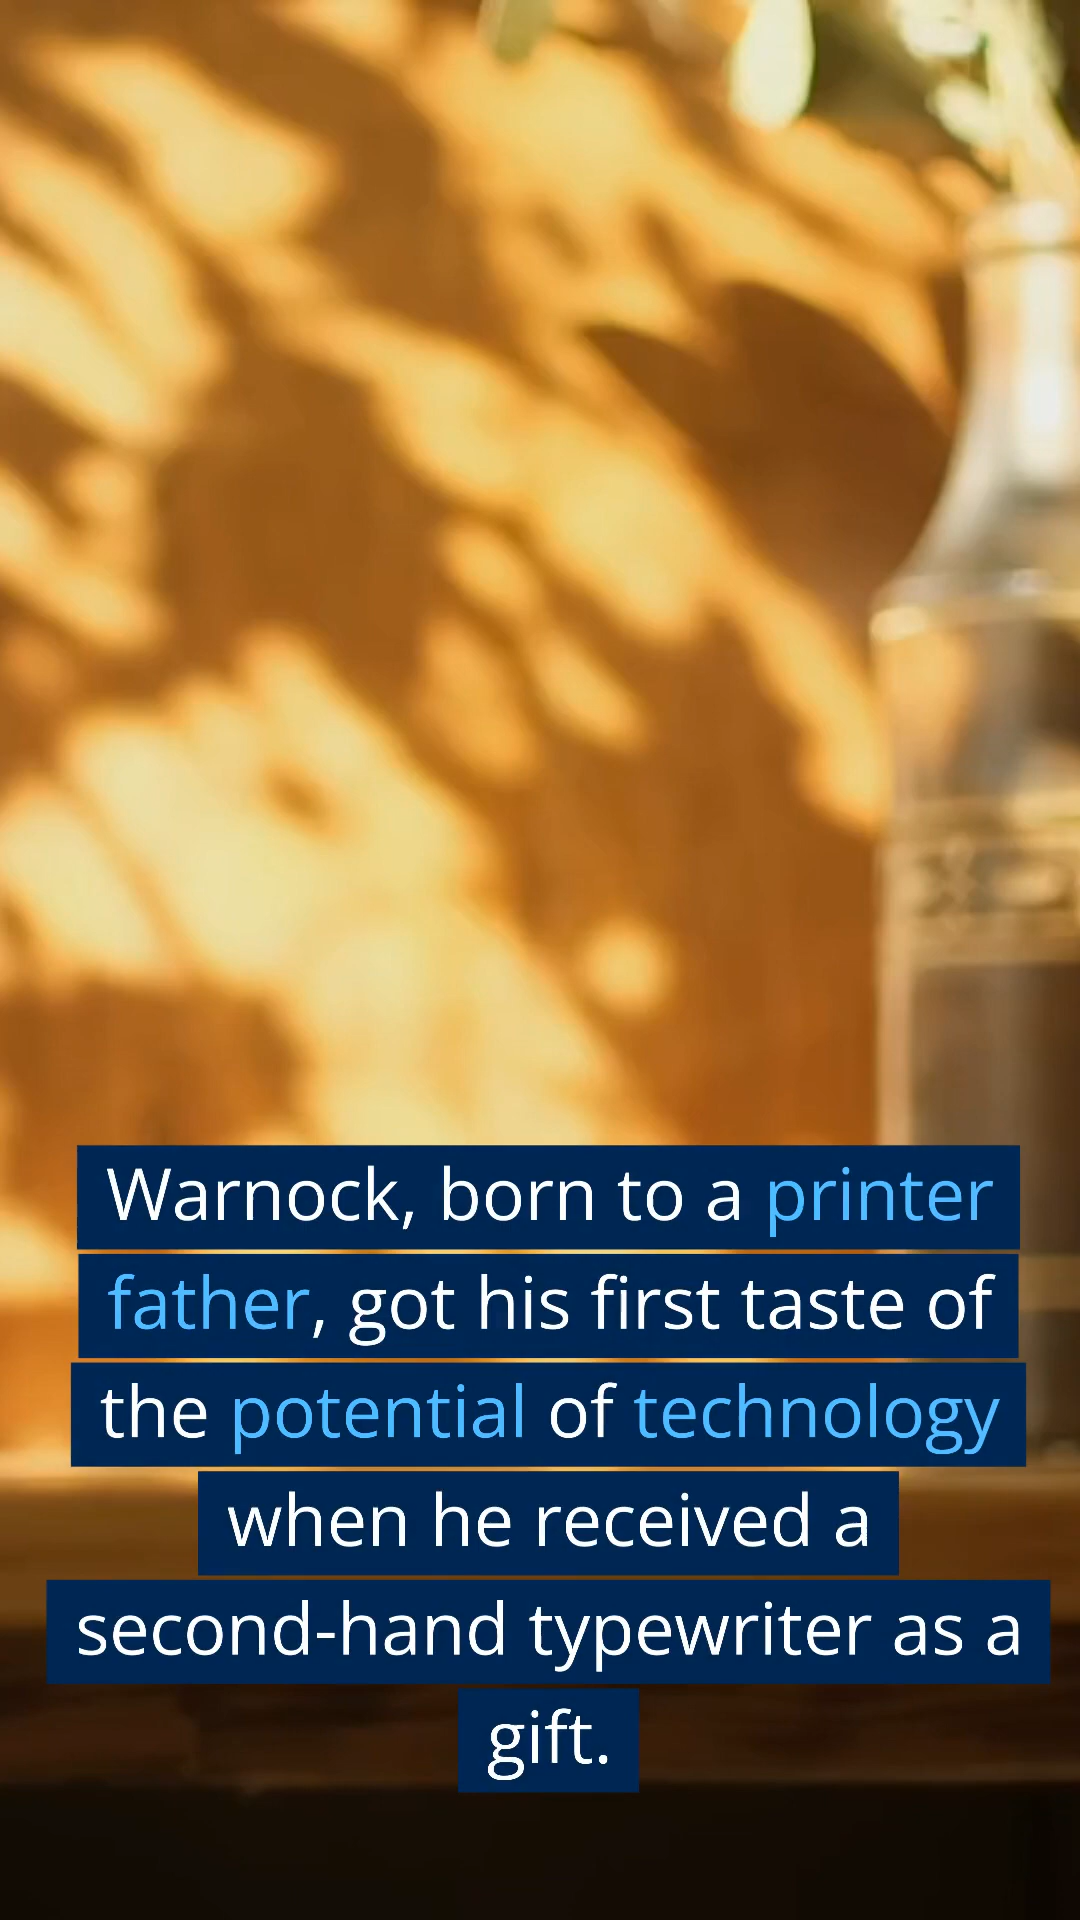 Warnock, born to a printer
father, got his first taste of
the potential of technology
when he received a
second-hand typewriter as a
gift.